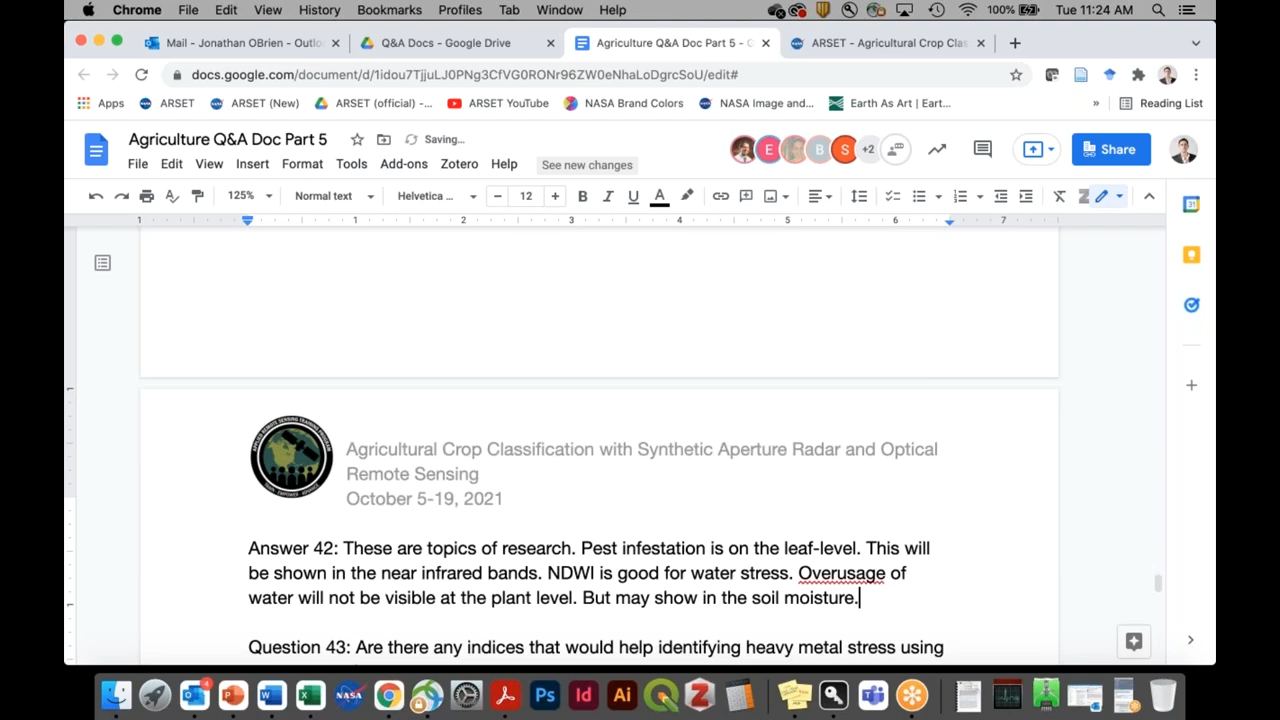 Chrome File Edit View History Bookmarks Profiles Tab Window Help 100% Tue 11:24 AM
Mail - Jonathan OBrien - Outlo Q&A Docs - Google Drive Agriculture Q&A Doc Part 5 - G ARSET - Agricultural Crop Clas
docs.google.com/document/d/1idou7TjjuLJ0PNg3CfVG0RONr96ZW0eNhaLoDgrcSoU/edit#
Apps ARSET ARSET (New) ARSET (official) -... ARSET YouTube NASA Brand Colors NASA Image and... Earth As Art | Eart... » Reading List
Agriculture Q&A Doc Part 5 Saving... E B S +2 Share
File Edit View Insert Format Tools Add-ons Zotero Help See new changes
125% Normal text Helvetica ... 12 B I U A
1 1 2 3 4 5 6 7
Agricultural Crop Classification with Synthetic Aperture Radar and Optical
Remote Sensing
October 5-19, 2021
Answer 42: These are topics of research. Pest infestation is on the leaf-level. This will
be shown in the near infrared bands. NDWI is good for water stress. Overusage of
water will not be visible at the plant level. But may show in the soil moisture.
Question 43: Are there any indices that would help identifying heavy metal stress using